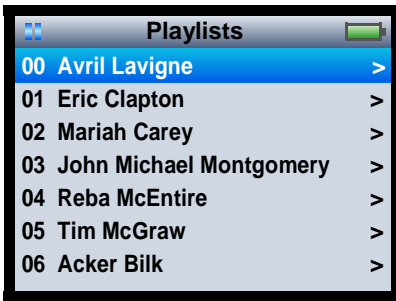 Playlists
00 Avril Lavigne >
01 Eric Clapton >
02 Mariah Carey >
03 John Michael Montgomery >
04 Reba McEntire >
05 Tim McGraw >
06 Acker Bilk >